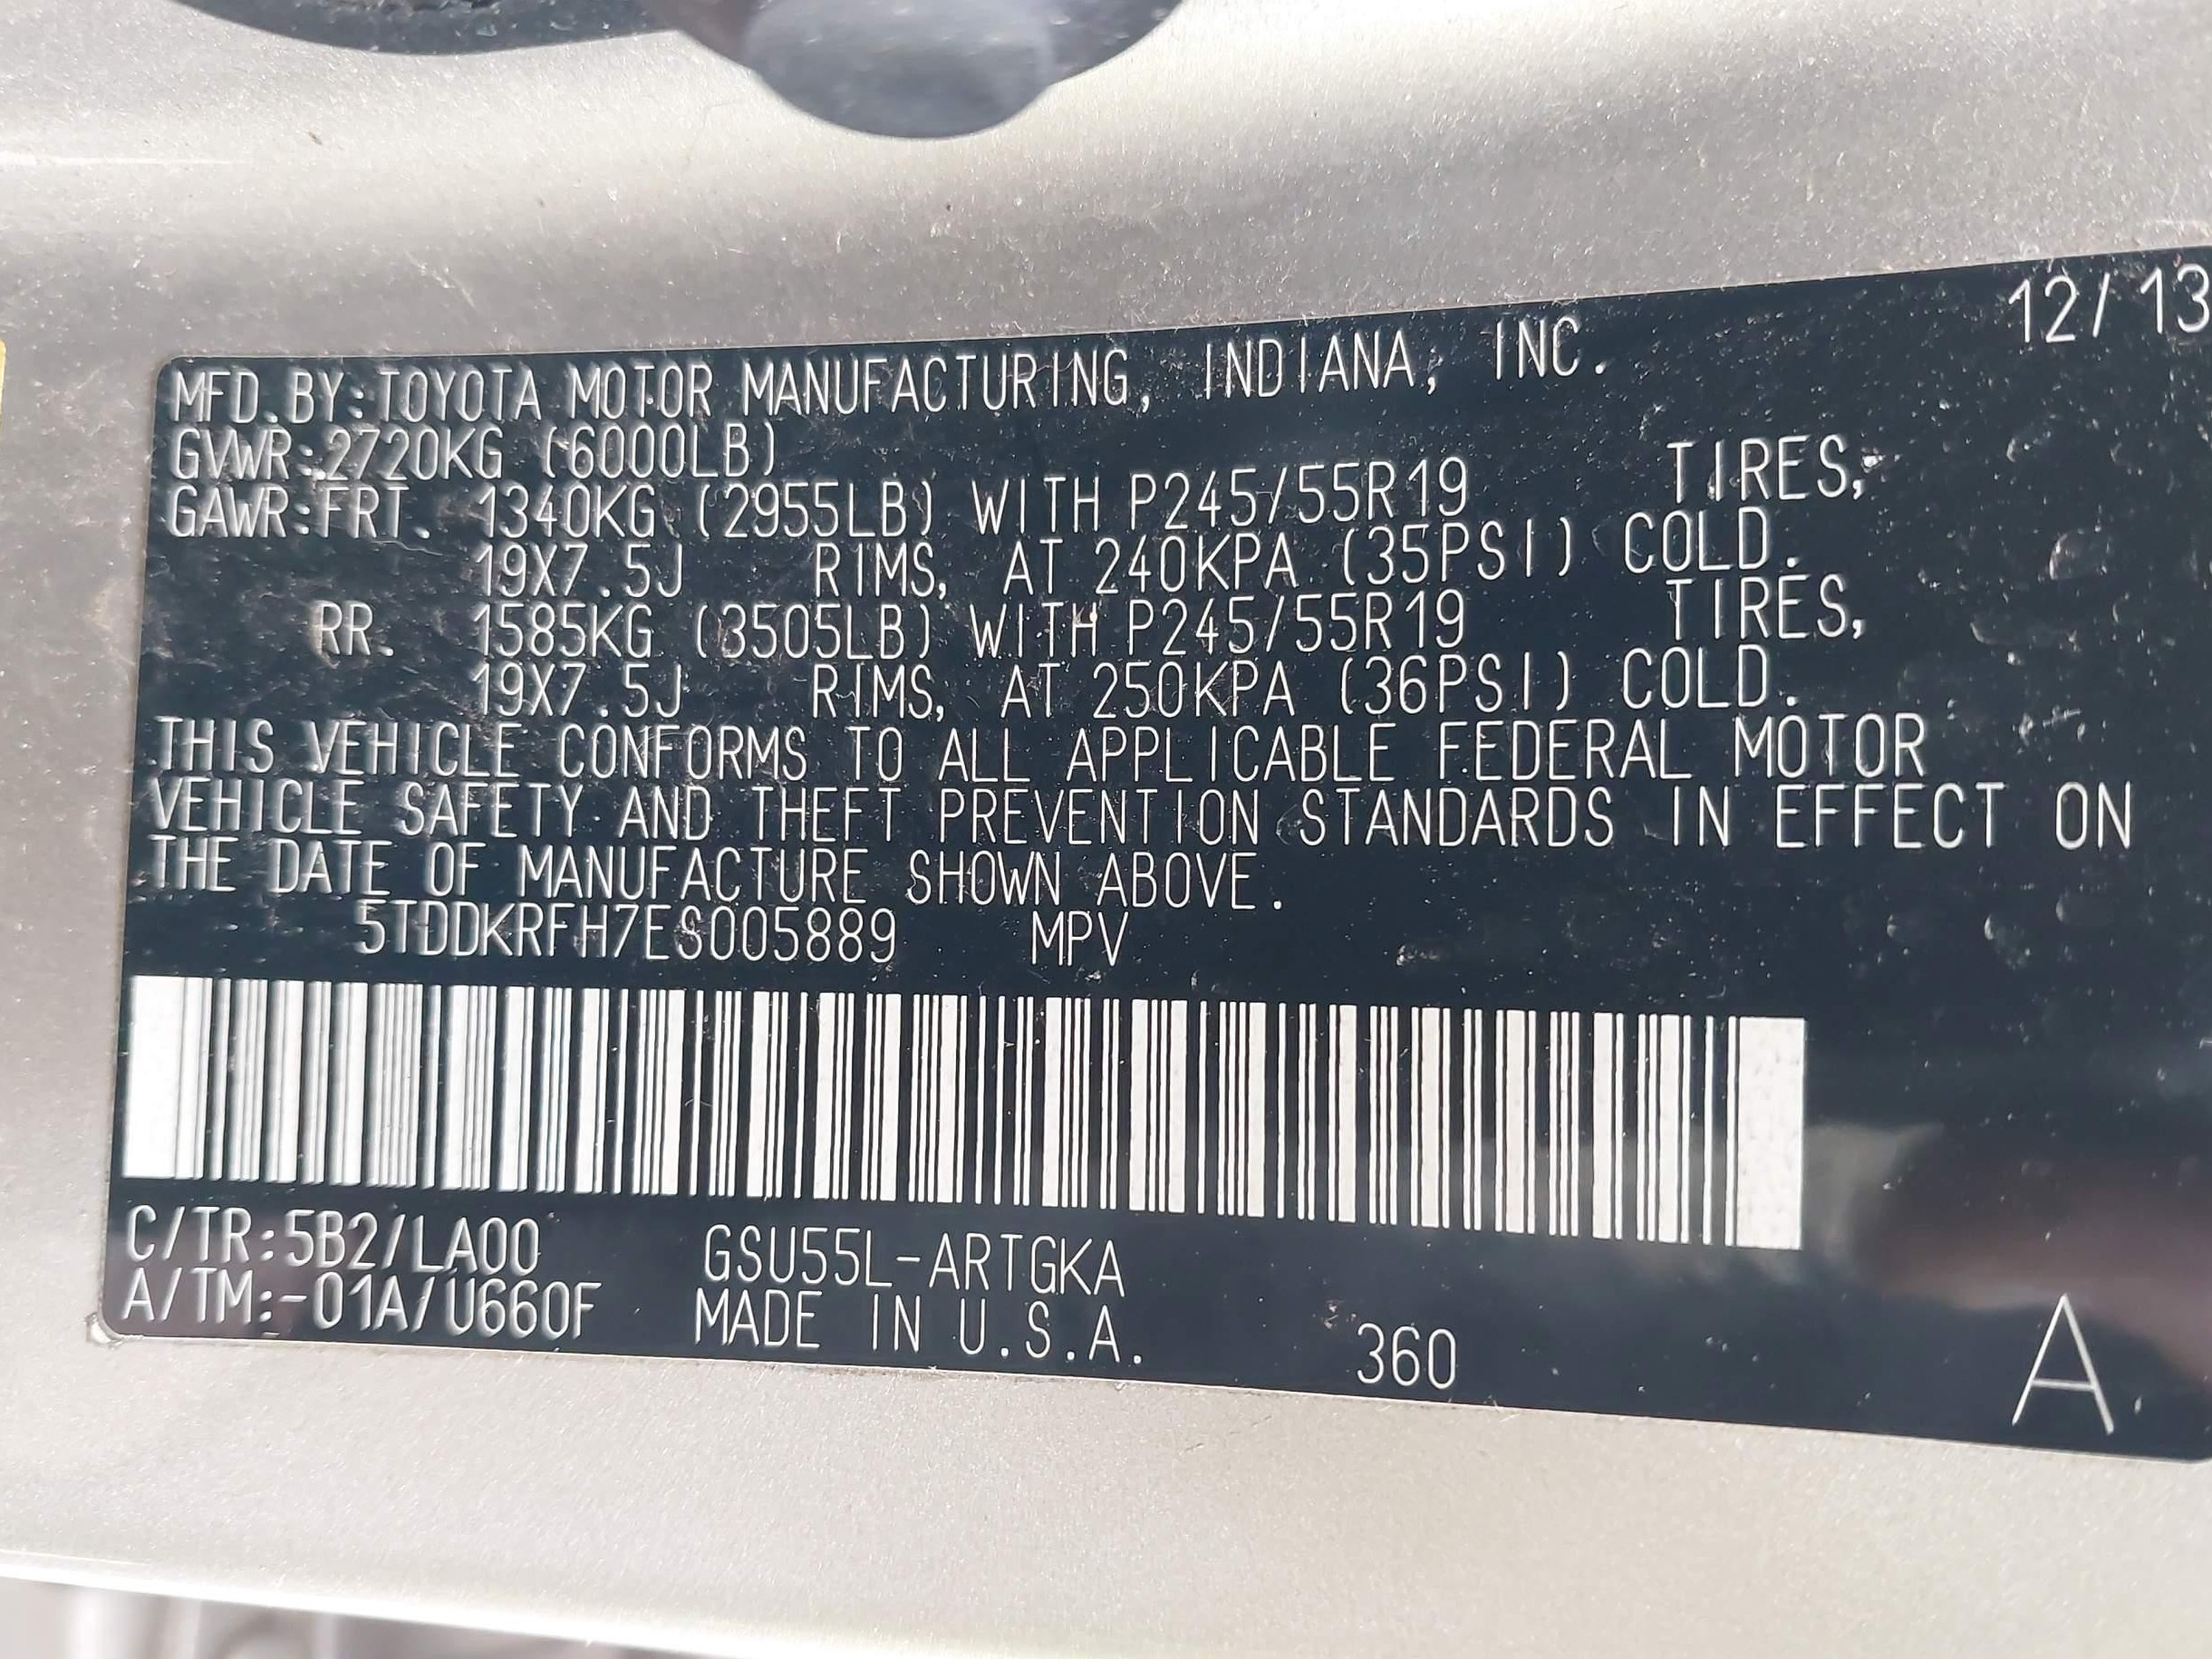 12/13
MFD.BY:TOYOTA MOTOR MANUFACTURING, INDIANA, INC.
GVWR:2720KG (6000LB)
GAWR:FRT. 1340KG (2955LB) WITH P245/55R19 TIRES,
19X7.5J RIMS, AT 240KPA (35PSI) COLD.
RR. 1585KG (3505LB) WITH P245/55R19 TIRES,
19X7.5J RIMS, AT 250KPA (36PSI) COLD.
THIS VEHICLE CONFORMS TO ALL APPLICABLE FEDERAL MOTOR
VEHICLE SAFETY AND THEFT PREVENTION STANDARDS IN EFFECT ON
THE DATE OF MANUFACTURE SHOWN ABOVE.
5TDDKRFH7ES005889 MPV
C/TR:5B2/LA00 GSU55L-ARTGKA
A/TM:-01A/U660F MADE IN U.S.A. 360
A